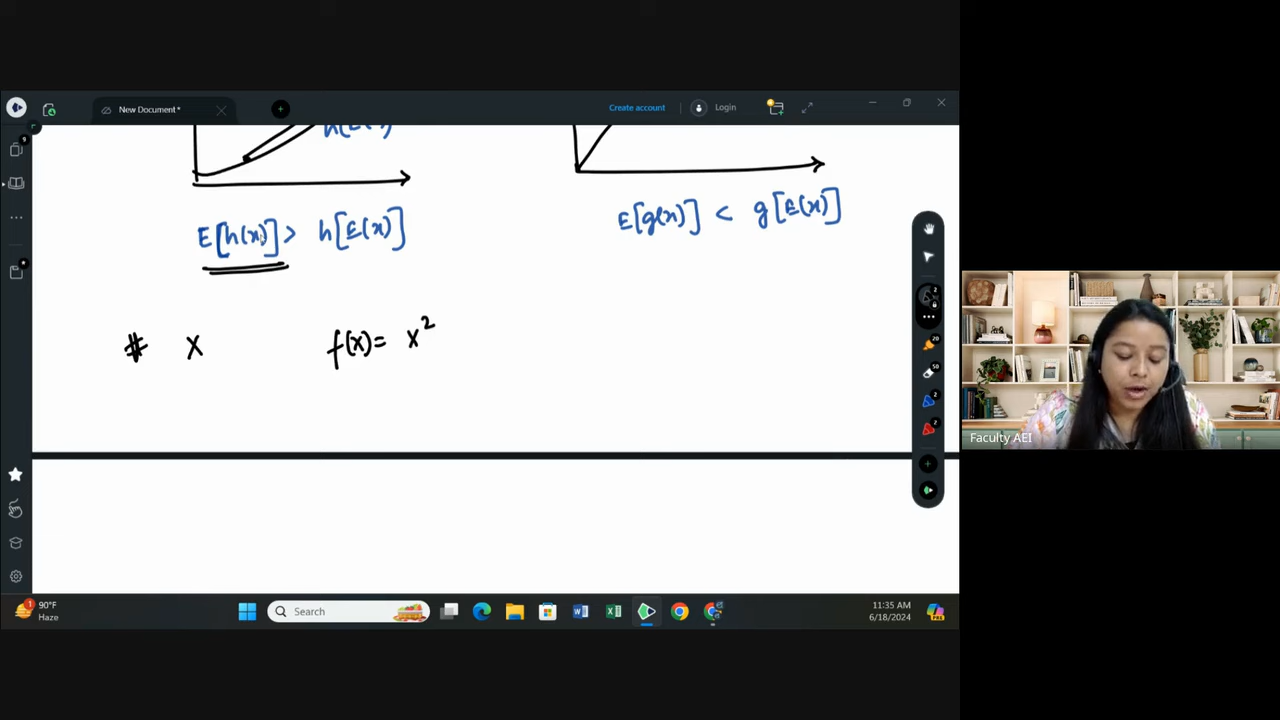 New Document*
Create account
Login
h(E(x))
E[h(x)] > h[E(x)]
E[g(x)] < g[E(x)]
# X f(x) = x²
Faculty AEI
90°F
Haze
Search
11:35 AM
6/18/2024